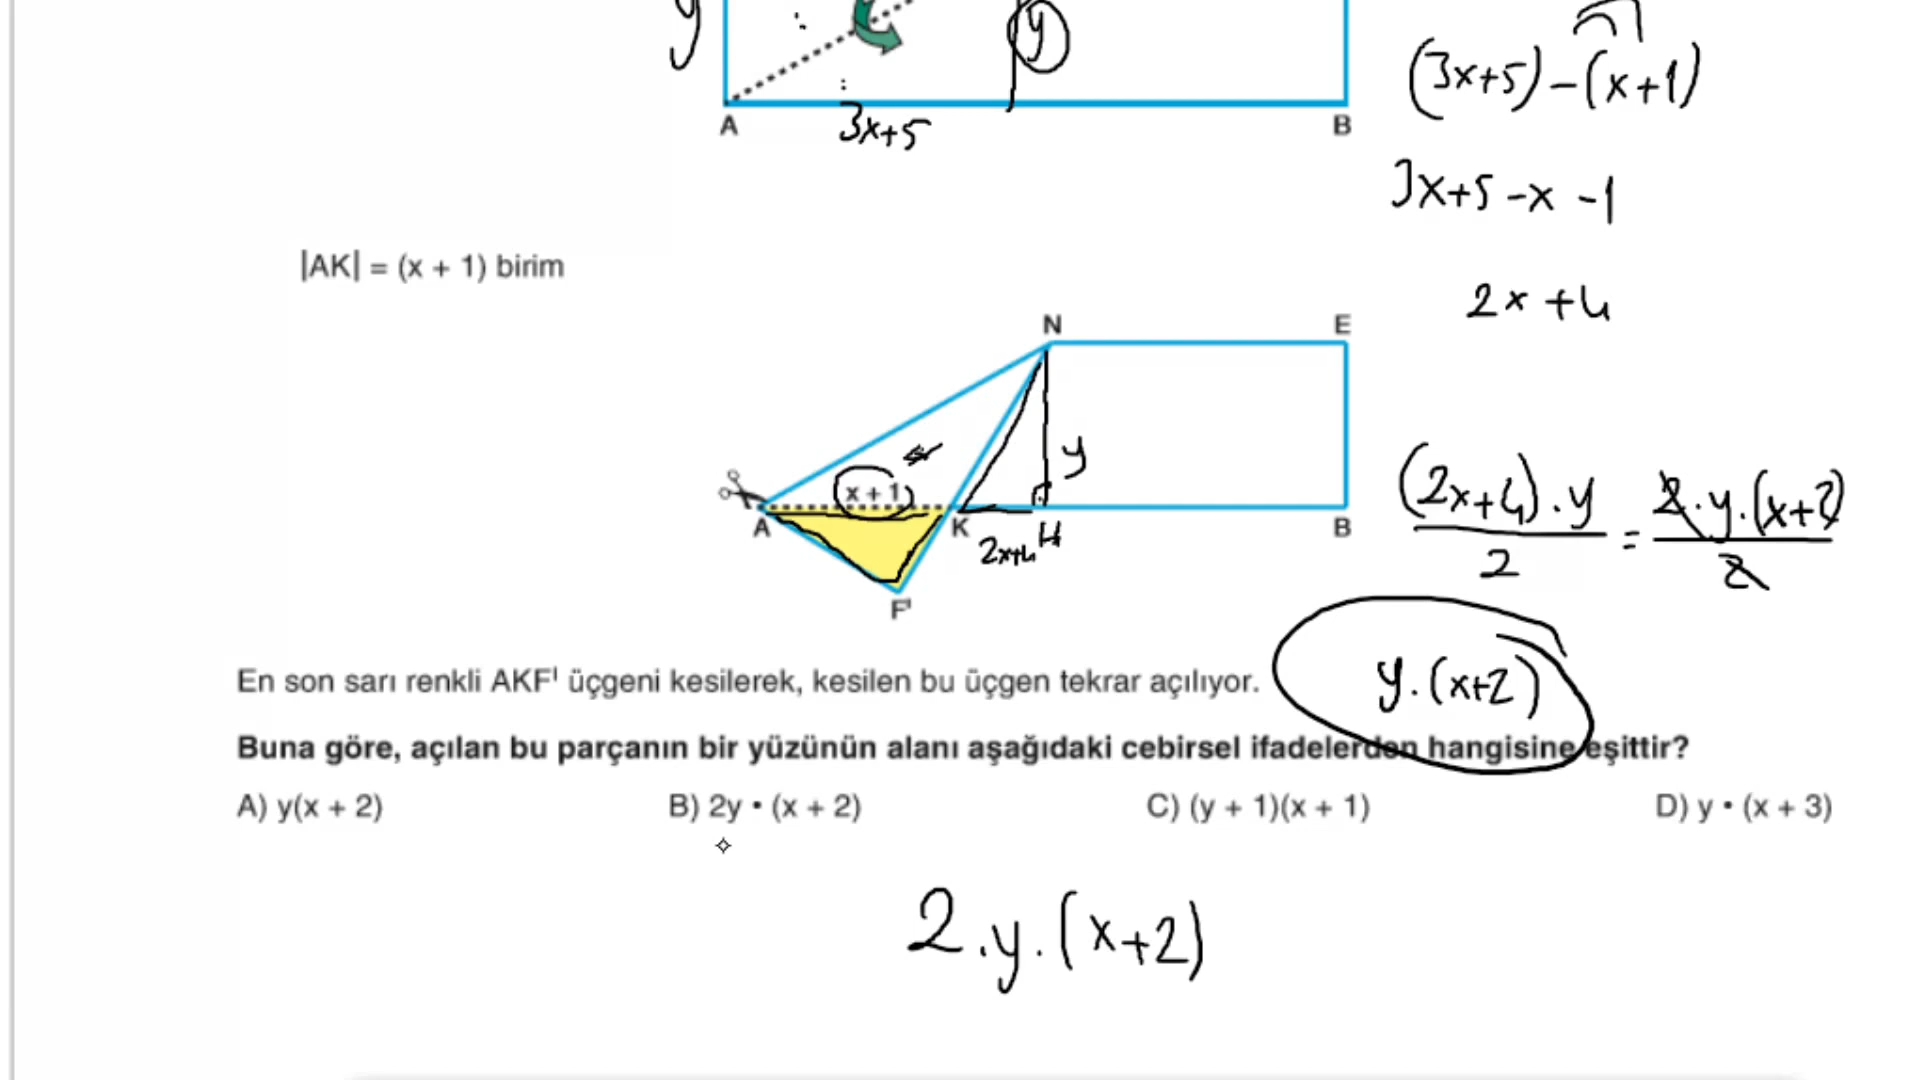 y
y
(3x+5)-(x+1)
A
3x+5
B
3x+5-x-1
|AK| = (x + 1) birim
2x+4
N
E
y
x + 1
A
K
2x+4
H
B
F'
(2x+4).y / 2 = 2.y.(x+2) / 2
y.(x+2)
En son sarı renkli AKF' üçgeni kesilerek, kesilen bu üçgen tekrar açılıyor.
Buna göre, açılan bu parçanın bir yüzünün alanı aşağıdaki cebirsel ifadelerden hangisine eşittir?
A) y(x + 2)
B) 2y • (x + 2)
C) (y + 1)(x + 1)
D) y • (x + 3)
2.y.(x+2)